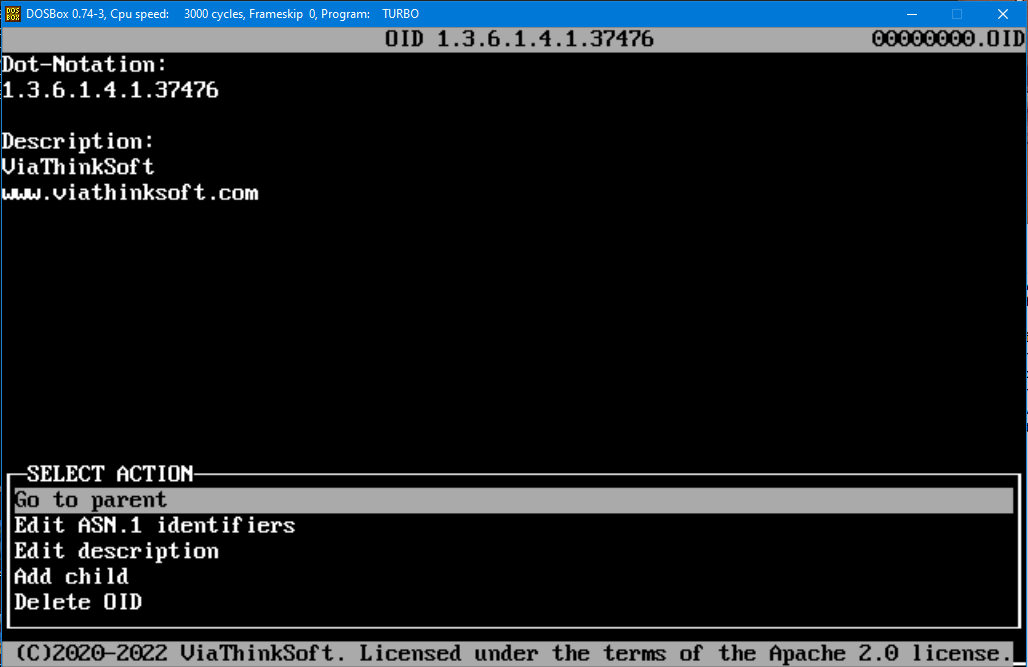 DOS BOX DOSBox 0.74-3, Cpu speed: 3000 cycles, Frameskip 0, Program: TURBO
OID 1.3.6.1.4.1.37476 00000000.OID
Dot-Notation:
1.3.6.1.4.1.37476
Description:
ViaThinkSoft
www.viathinksoft.com
SELECT ACTION
Go to parent
Edit ASN.1 identifiers
Edit description
Add child
Delete OID
(C)2020-2022 ViaThinkSoft. Licensed under the terms of the Apache 2.0 license.